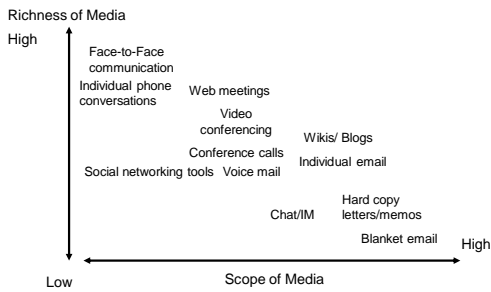 Richness of Media
High
Face-to-Face
communication
Individual phone
conversations
Web meetings
Video
conferencing
Wikis/ Blogs
Conference calls
Individual email
Social networking tools
Voice mail
Hard copy
letters/memos
Chat/IM
Blanket email
High
Low
Scope of Media